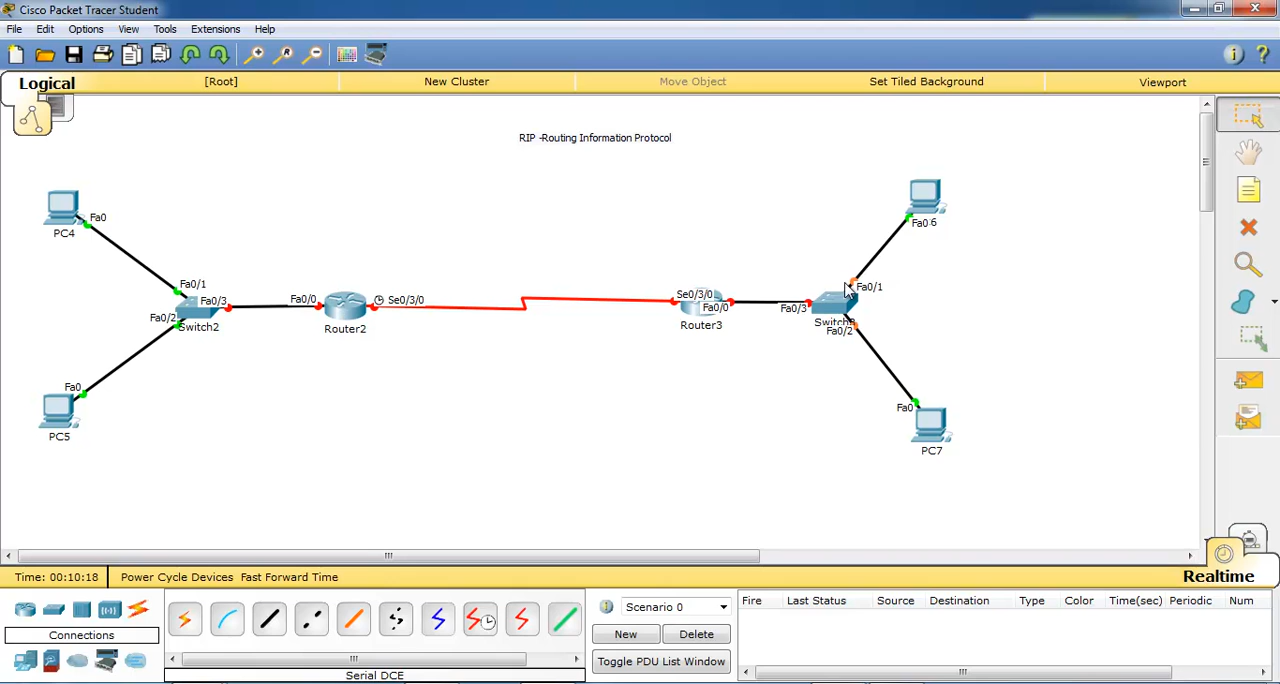 Cisco Packet Tracer Student
File Edit Options View Tools Extensions Help
Logical [Root] New Cluster Move Object Set Tiled Background Viewport
RIP -Routing Information Protocol
PC4
Fa0
Fa0/1
Fa0/3
Fa0/2
Switch2
Fa0/0
Router2
Se0/3/0
Fa0
PC5
Se0/3/0
Fa0/0
Router3
Fa0/3
Fa0/1
Fa0/2
Fa0 6
Fa0
PC7
Time: 00:10:18 Power Cycle Devices Fast Forward Time
Realtime
Connections
Serial DCE
Scenario 0
New Delete
Toggle PDU List Window
Fire Last Status Source Destination Type Color Time(sec) Periodic Num